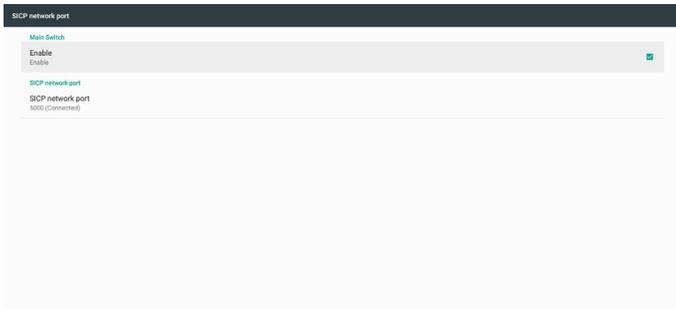 SICP network port
Main Switch
Enable
Enable
SICP network port
SICP network port
5000 (Connected)